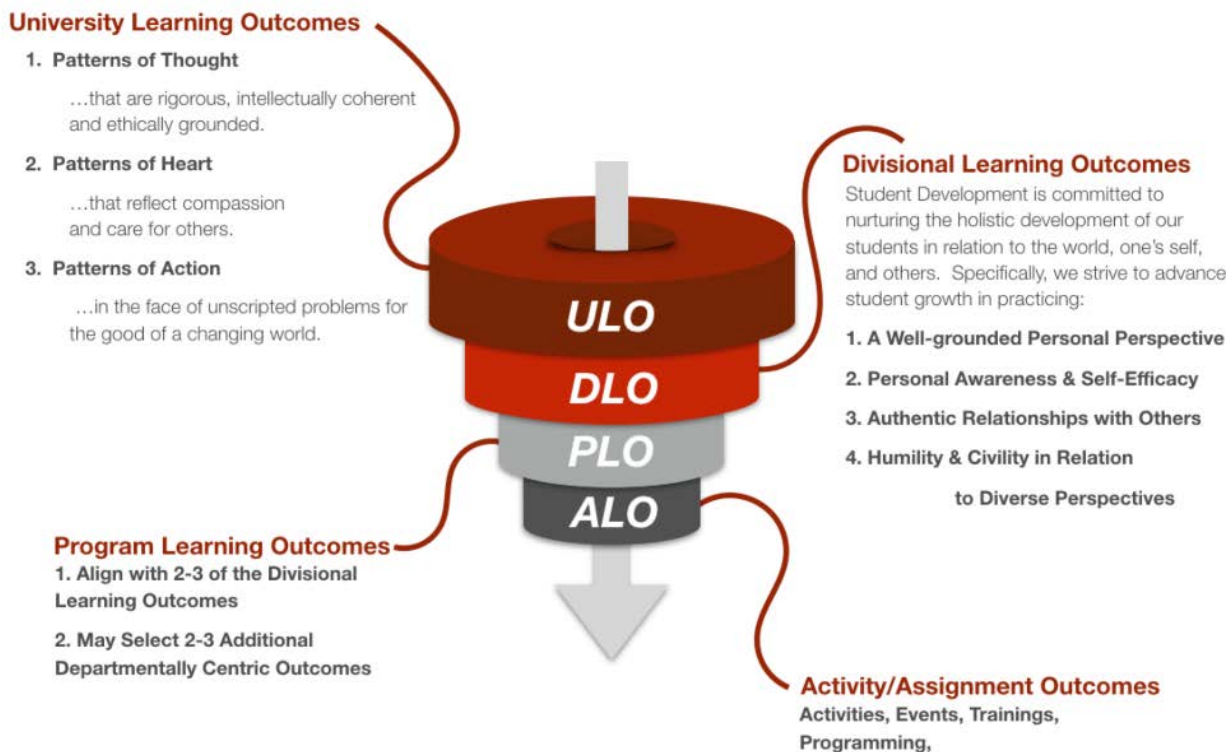 University Learning Outcomes
1. Patterns of Thought
…that are rigorous, intellectually coherent
and ethically grounded.
2. Patterns of Heart
…that reflect compassion
and care for others.
3. Patterns of Action
…in the face of unscripted problems for
the good of a changing world.
Divisional Learning Outcomes
Student Development is committed to
nurturing the holistic development of our
students in relation to the world, one’s self,
and others. Specifically, we strive to advance
student growth in practicing:
1. A Well-grounded Personal Perspective
2. Personal Awareness & Self-Efficacy
3. Authentic Relationships with Others
4. Humility & Civility in Relation
to Diverse Perspectives
ULO
DLO
PLO
ALO
Program Learning Outcomes
1. Align with 2-3 of the Divisional
Learning Outcomes
2. May Select 2-3 Additional
Departmentally Centric Outcomes
Activity/Assignment Outcomes
Activities, Events, Trainings,
Programming,